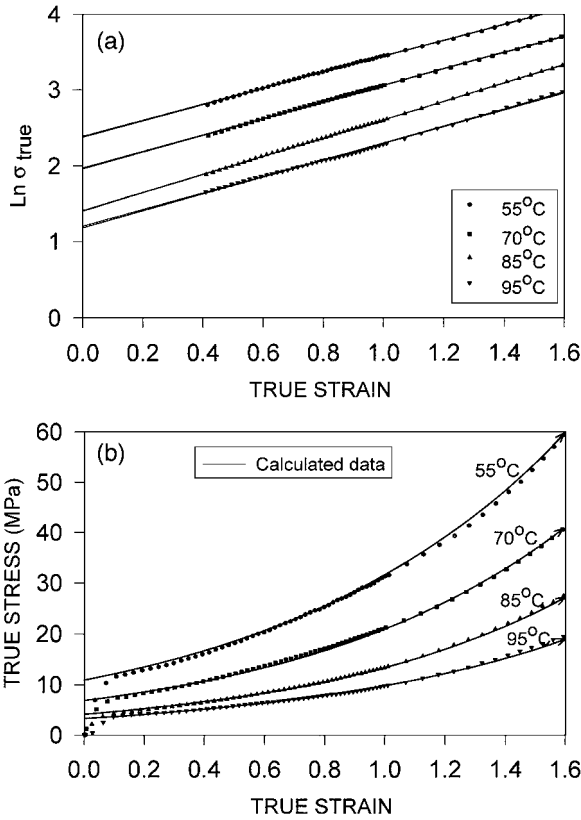 (a)
Ln σtrue
4
3
2
1
0
0.0 0.2 0.4 0.6 0.8 1.0 1.2 1.4 1.6
TRUE STRAIN
55°C
70°C
85°C
95°C
(b)
TRUE STRESS (MPa)
60
50
40
30
20
10
0
Calculated data
55°C
70°C
85°C
95°C
0.0 0.2 0.4 0.6 0.8 1.0 1.2 1.4 1.6
TRUE STRAIN